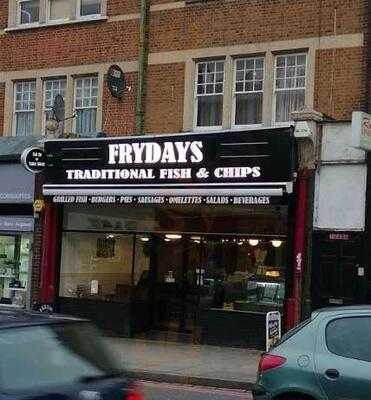 FRYDAYS
TRADITIONAL FISH & CHIPS
GRILLED FISH • BURGERS • PIES • SAUSAGES • OMELETTES • SALADS • BEVERAGES